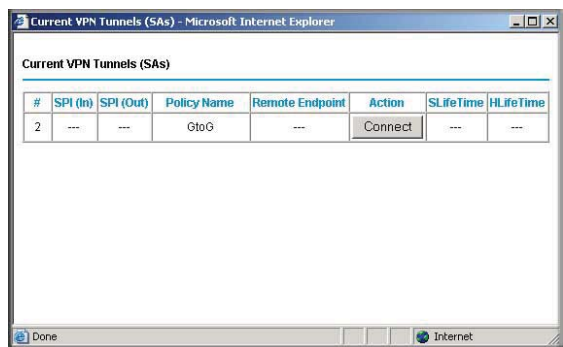 Current VPN Tunnels (SAs) - Microsoft Internet Explorer
Current VPN Tunnels (SAs)
# SPI (In) SPI (Out) Policy Name Remote Endpoint Action SLifeTime HLifeTime
2 --- --- GtoG --- Connect --- ---
Done Internet